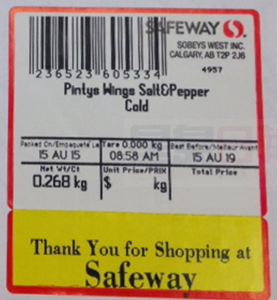 SAFEWAY
SOBEYS WEST INC.
CALGARY, AB T2P 2J6
236523 605334
4957
Pintys Wings Salt&Pepper
Cold
Packed On/Empaqueté Le Tare 0.000 kg Best Before/Meilleur Avant
15 AU 15 08:58 AM 15 AU 19
Net Wt/Ct Unit Price/PRIX Total Price
0.268 kg $ kg
Thank You for Shopping at
Safeway